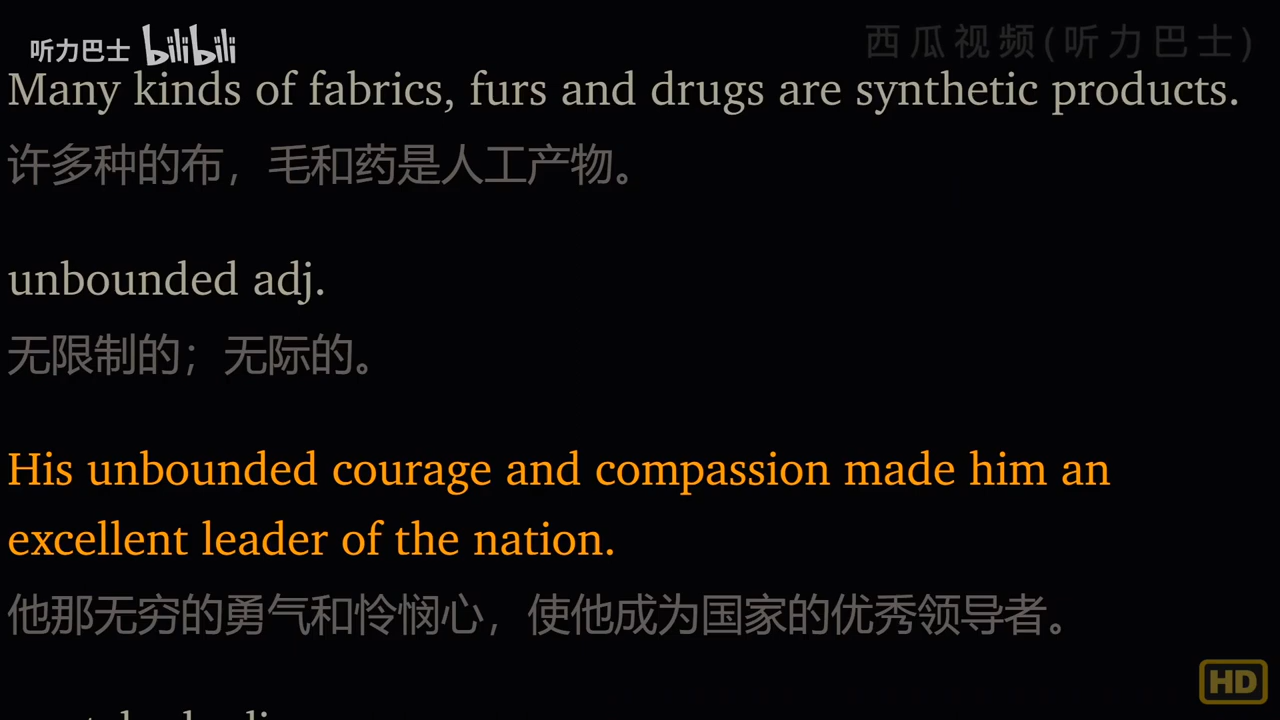 听力巴士 bilibili
西瓜视频(听力巴士)
Many kinds of fabrics, furs and drugs are synthetic products.
许多种的布，毛和药是人工产物。
unbounded adj.
无限制的；无际的。
His unbounded courage and compassion made him an
excellent leader of the nation.
他那无穷的勇气和怜悯心，使他成为国家的优秀领导者。
HD